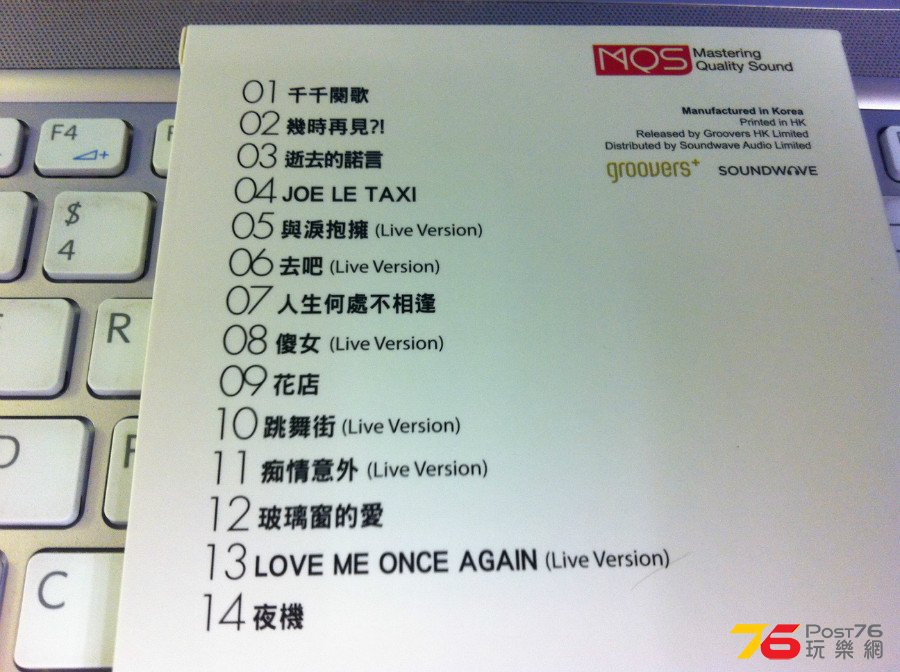 MQS Mastering
Quality Sound
Manufactured in Korea
Printed in HK
Released by Groovers HK Limited
Distributed by Soundwave Audio Limited
groovers+ SOUNDWAVE
01 千千闋歌
02 幾時再見?!
03 逝去的諾言
04 JOE LE TAXI
05 與淚抱擁 (Live Version)
06 去吧 (Live Version)
07 人生何處不相逢
08 傻女 (Live Version)
09 花店
10 跳舞街 (Live Version)
11 痴情意外 (Live Version)
12 玻璃窗的愛
13 LOVE ME ONCE AGAIN (Live Version)
14 夜機
F4
$
4
R
D
C
76 POST76
玩樂網